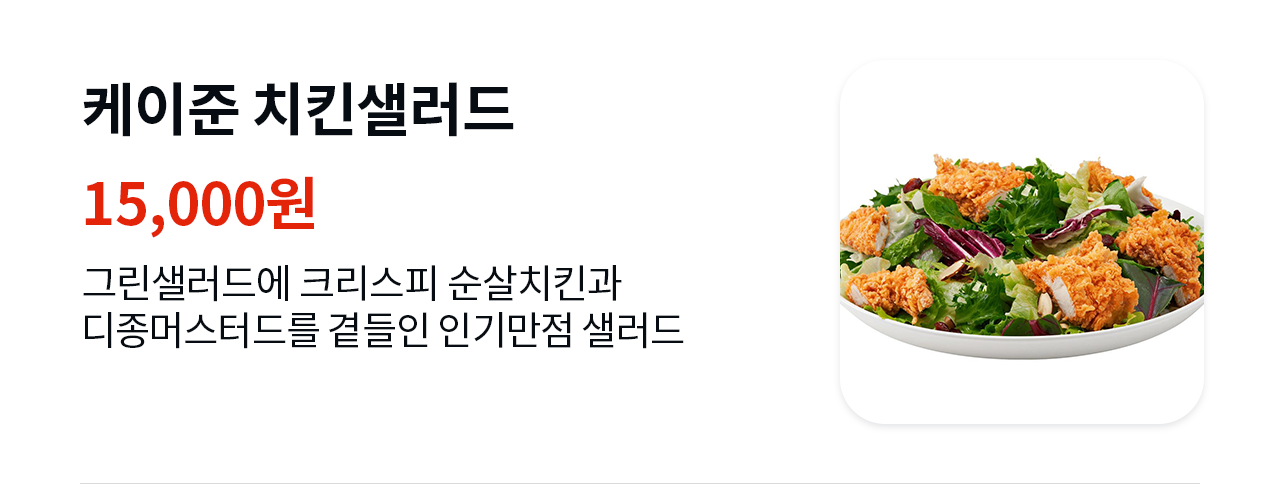 케이준 치킨샐러드
15,000원
그린샐러드에 크리스피 순살치킨과
디종머스터드를 곁들인 인기만점 샐러드